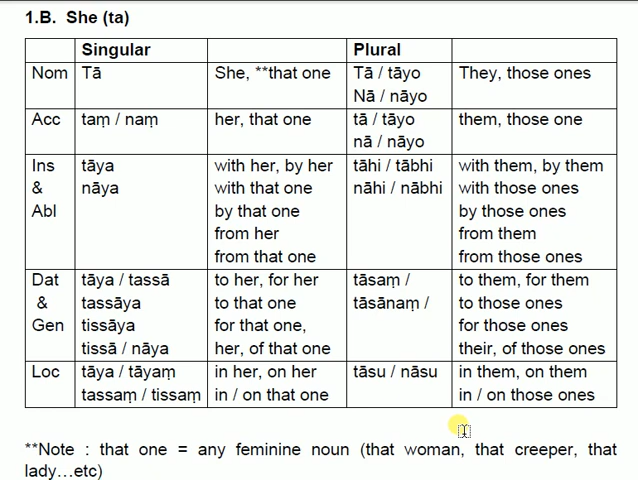 1.B. She (ta)
Singular Plural
Nom Tā She, **that one Tā / tāyo They, those ones
Nā / nāyo
Acc taṃ / naṃ her, that one tā / tāyo them, those one
nā / nāyo
Ins tāya with her, by her tāhi / tābhi with them, by them
& nāya with that one nāhi / nābhi with those ones
Abl by that one by those ones
from her from them
from that one from those ones
Dat tāya / tassā to her, for her tāsaṃ / to them, for them
& tassāya to that one tāsānaṃ / to those ones
Gen tissāya for that one, for those ones
tissā / nāya her, of that one their, of those ones
Loc tāya / tāyaṃ in her, on her tāsu / nāsu in them, on them
tassaṃ / tissaṃ in / on that one in / on those ones
**Note : that one = any feminine noun (that woman, that creeper, that
lady…etc)